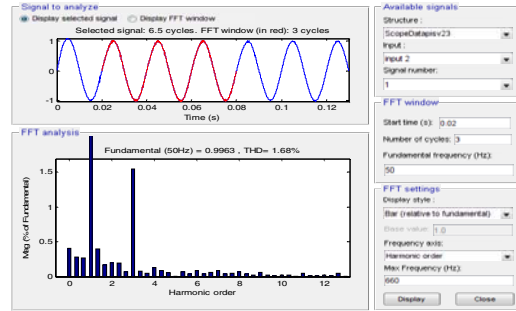 Signal to analyze
Display selected signal
Display FFT window
Selected signal: 6.5 cycles. FFT window (in red): 3 cycles
1
0
-1
0 0.02 0.04 0.06 0.08 0.1 0.12
Time (s)
FFT analysis
Fundamental (50Hz) = 0.9963 , THD= 1.68%
Mag (% of Fundamental)
1.5
1
0.5
0
0 2 4 6 8 10 12
Harmonic order
Available signals
Structure :
ScopeDatapisv23
Input :
input 2
Signal number:
1
FFT window
Start time (s): 0.02
Number of cycles: 3
Fundamental frequency (Hz):
50
FFT settings
Display style :
Bar (relative to fundamental)
Base value: 1.0
Frequency axis:
Harmonic order
Max Frequency (Hz):
660
Display
Close